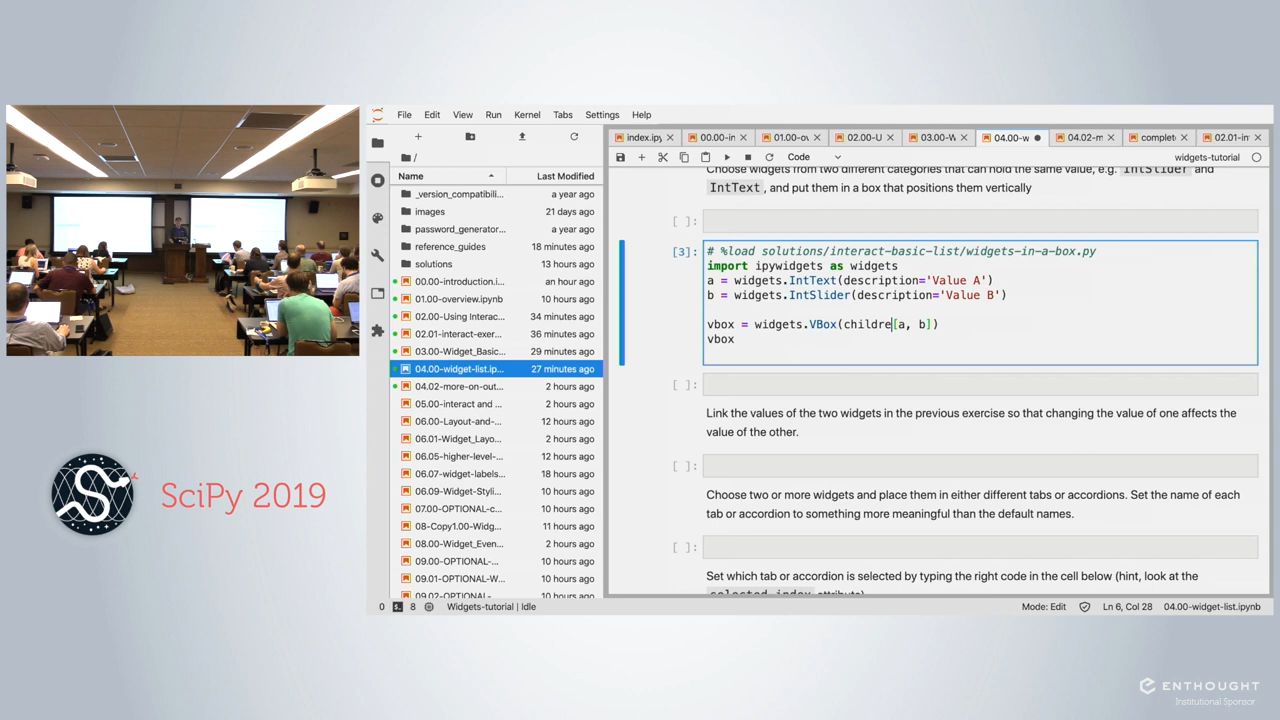 File Edit View Run Kernel Tabs Settings Help
index.ipy 00.00-in 01.00-ov 02.00-U 03.00-W 04.00-w 04.02-m complet 02.01-in
Code
widgets-tutorial
/
Name Last Modified
_version_compatibili... a year ago
images 21 days ago
password_generator... a year ago
reference_guides 18 minutes ago
solutions 13 hours ago
00.00-introduction.i... an hour ago
01.00-overview.ipynb 10 hours ago
02.00-Using Interac... 34 minutes ago
02.01-interact-exer... 36 minutes ago
03.00-Widget_Basic... 29 minutes ago
04.00-widget-list.ip... 27 minutes ago
04.02-more-on-out... 2 hours ago
05.00-interact and ... 2 hours ago
06.00-Layout-and-... 12 hours ago
06.01-Widget_Layo... 2 hours ago
06.05-higher-level-... 12 hours ago
06.07-widget-labels... 18 hours ago
06.09-Widget-Styli... 10 hours ago
07.00-OPTIONAL-c... 10 hours ago
08-Copy1.00-Widg... 11 hours ago
08.00-Widget_Even... 2 hours ago
09.00-OPTIONAL-... 10 hours ago
09.01-OPTIONAL-W... 10 hours ago
09.02-OPTIONAL- 10 hours ago
Choose widgets from two different categories that can hold the same value, e.g. IntSlider and
IntText , and put them in a box that positions them vertically
[ ]:
[3]: # %load solutions/interact-basic-list/widgets-in-a-box.py
import ipywidgets as widgets
a = widgets.IntText(description='Value A')
b = widgets.IntSlider(description='Value B')
vbox = widgets.VBox(childre[a, b])
vbox
[ ]:
Link the values of the two widgets in the previous exercise so that changing the value of one affects the
value of the other.
[ ]:
Choose two or more widgets and place them in either different tabs or accordions. Set the name of each
tab or accordion to something more meaningful than the default names.
[ ]:
Set which tab or accordion is selected by typing the right code in the cell below (hint, look at the
selected_index attribute)
0 8 Widgets-tutorial | Idle Mode: Edit Ln 6, Col 28 04.00-widget-list.ipynb
SciPy 2019
ENTHOUGHT
Institutional Sponsor